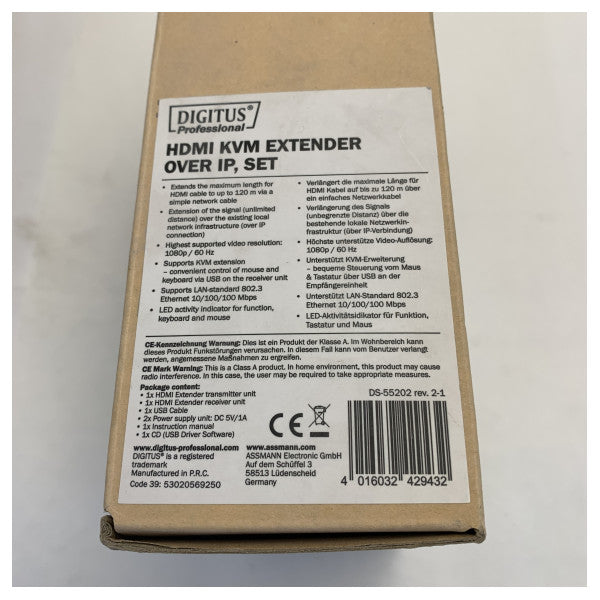 DIGITUS®
Professional
HDMI KVM EXTENDER
OVER IP, SET
• Extends the maximum length for
HDMI cable to up to 120 m via a
simple network cable
• Extension of the signal (unlimited
distance) over the existing local
network infrastructure (over IP
connection)
• Highest supported video resolution:
1080p / 60 Hz
• Supports KVM extension
– convenient control of mouse and
keyboard via USB on the receiver unit
• Supports LAN-standard 802.3
Ethernet 10/100/100 Mbps
• LED activity indicator for function,
keyboard and mouse
• Verlängert die maximale Länge für
HDMI Kabel auf bis zu 120 m über
ein einfaches Netzwerkkabel
• Verlängerung des Signals
(unbegrenzte Distanz) über die
bestehende lokale Netzwerkin-
frastruktur (über IP-Verbindung)
• Höchste unterstütze Video-Auflösung:
1080p / 60 Hz
• Unterstützt KVM-Erweiterung
– bequeme Steuerung vom Maus
& Tastatur über USB an der
Empfängereinheit
• Unterstützt LAN-Standard 802.3
Ethernet 10/100/100 Mbps
• LED-Aktivitätsidikator für Funktion,
Tastatur und Maus
CE-Kennzeichnung Warnung: Dies ist ein Produkt der Klasse A. Im Wohnbereich kann
dieses Produkt Funkstörungen verursachen. In diesem Fall kann vom Benutzer verlangt
werden, angemessene Maßnahmen zu ergreifen.
CE Mark Warning: This is a Class A product. In home environment, this product may cause
radio interference. In this case, the user may be required to take appropriate measures.
Package content:
• 1x HDMI Extender transmitter unit
• 1x HDMI Extender receiver unit
• 1x USB Cable
• 2x Power supply unit: DC 5V/1A
• 1x Instruction manual
• 1x CD (USB Driver Software)
CE
DS-55202 rev. 2-1
www.digitus-professional.com
DIGITUS® is a registered
trademark
Manufactured in P.R.C.
Code 39: 53020569250
www.assmann.com
ASSMANN Electronic GmbH
Auf dem Schüffel 3
58513 Lüdenscheid
Germany
4 016032 429432